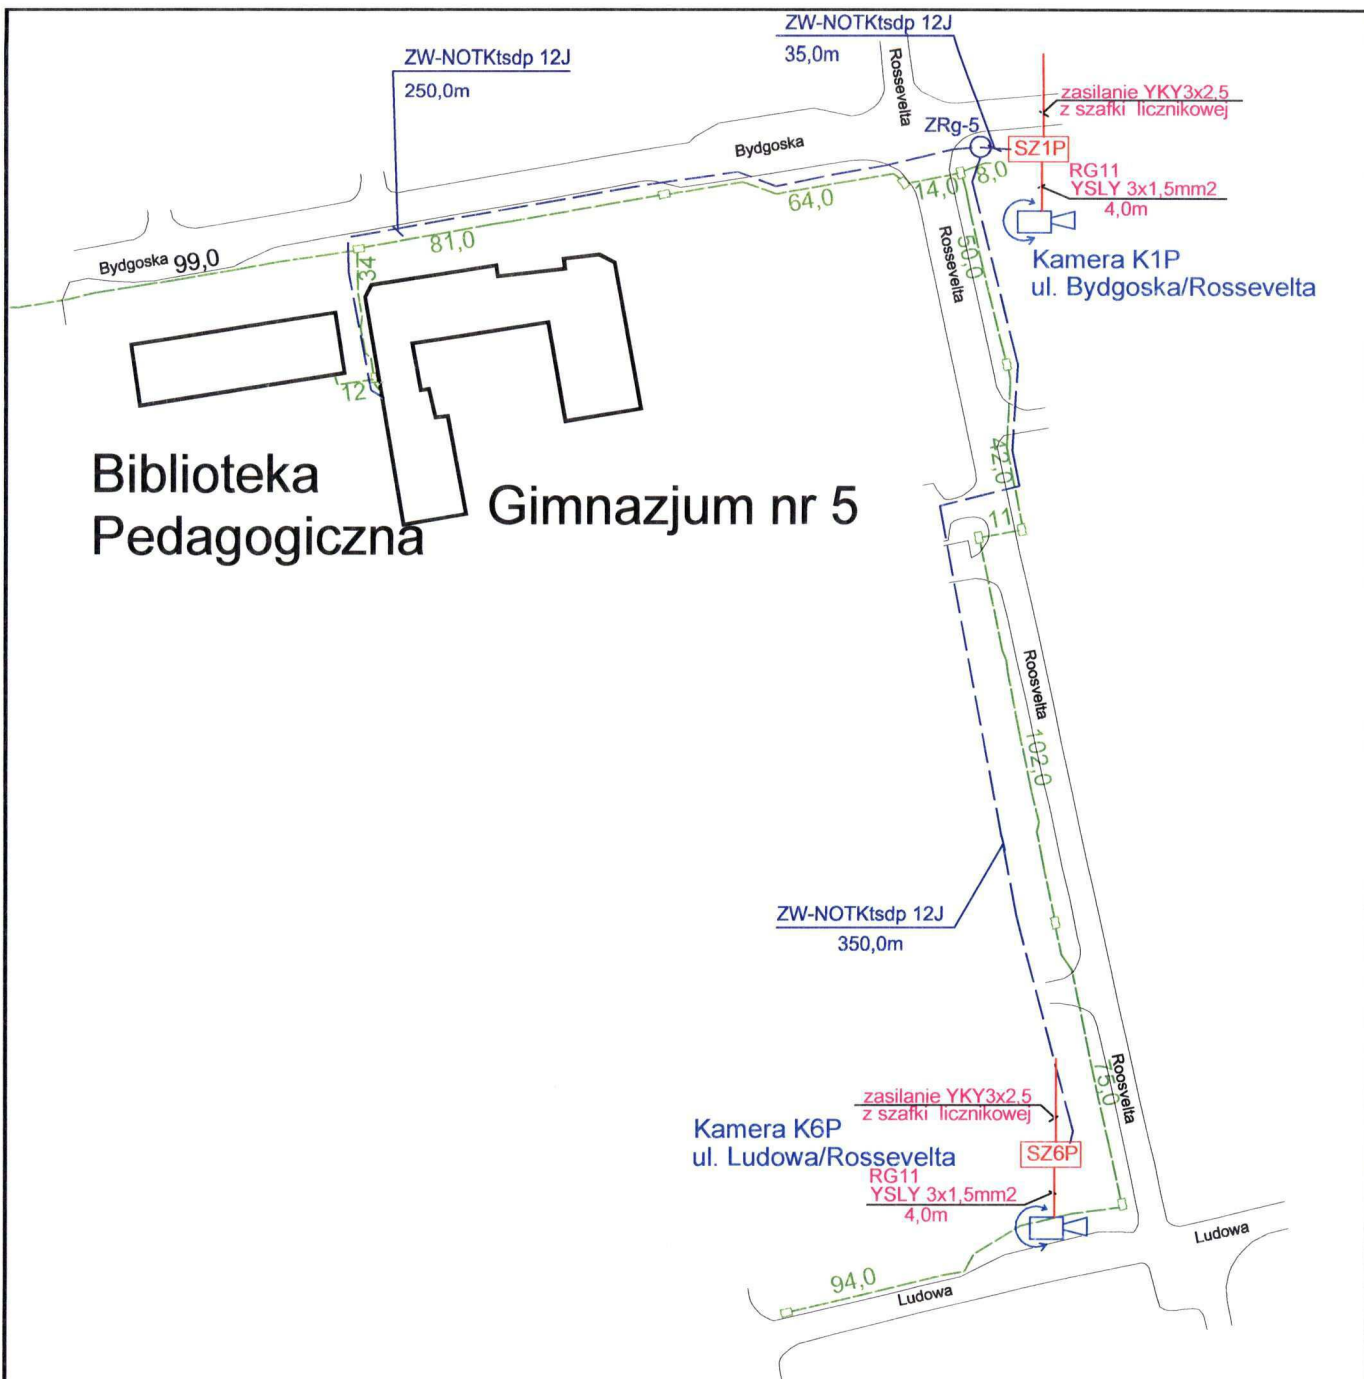 ZW-NOTKtsdp 12J
35,0m
ZW-NOTKtsdp 12J
250,0m
Rossevelta
zasilanie YKY3x2,5
z szafki licznikowej
ZRg-5
SZ1P
Bydgoska
RG11
YSLY 3x1,5mm2
4,0m
8,0
14,0
64,0
81,0
50,0
Rossevelta
Kamera K1P
ul. Bydgoska/Rossevelta
Bydgoska
99,0
34
12
Biblioteka
Pedagogiczna
Gimnazjum nr 5
42,0
11
Roosvelta
102,0
ZW-NOTKtsdp 12J
350,0m
Roosvelta
75,0
zasilanie YKY3x2,5
z szafki licznikowej
Kamera K6P
ul. Ludowa/Rossevelta
SZ6P
RG11
YSLY 3x1,5mm2
4,0m
Ludowa
94,0
Ludowa